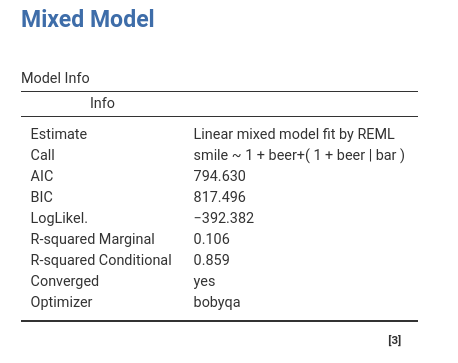 Mixed Model
Model Info
Info
Estimate Linear mixed model fit by REML
Call smile ~ 1 + beer+( 1 + beer | bar )
AIC 794.630
BIC 817.496
LogLikel. −392.382
R-squared Marginal 0.106
R-squared Conditional 0.859
Converged yes
Optimizer bobyqa
[3]